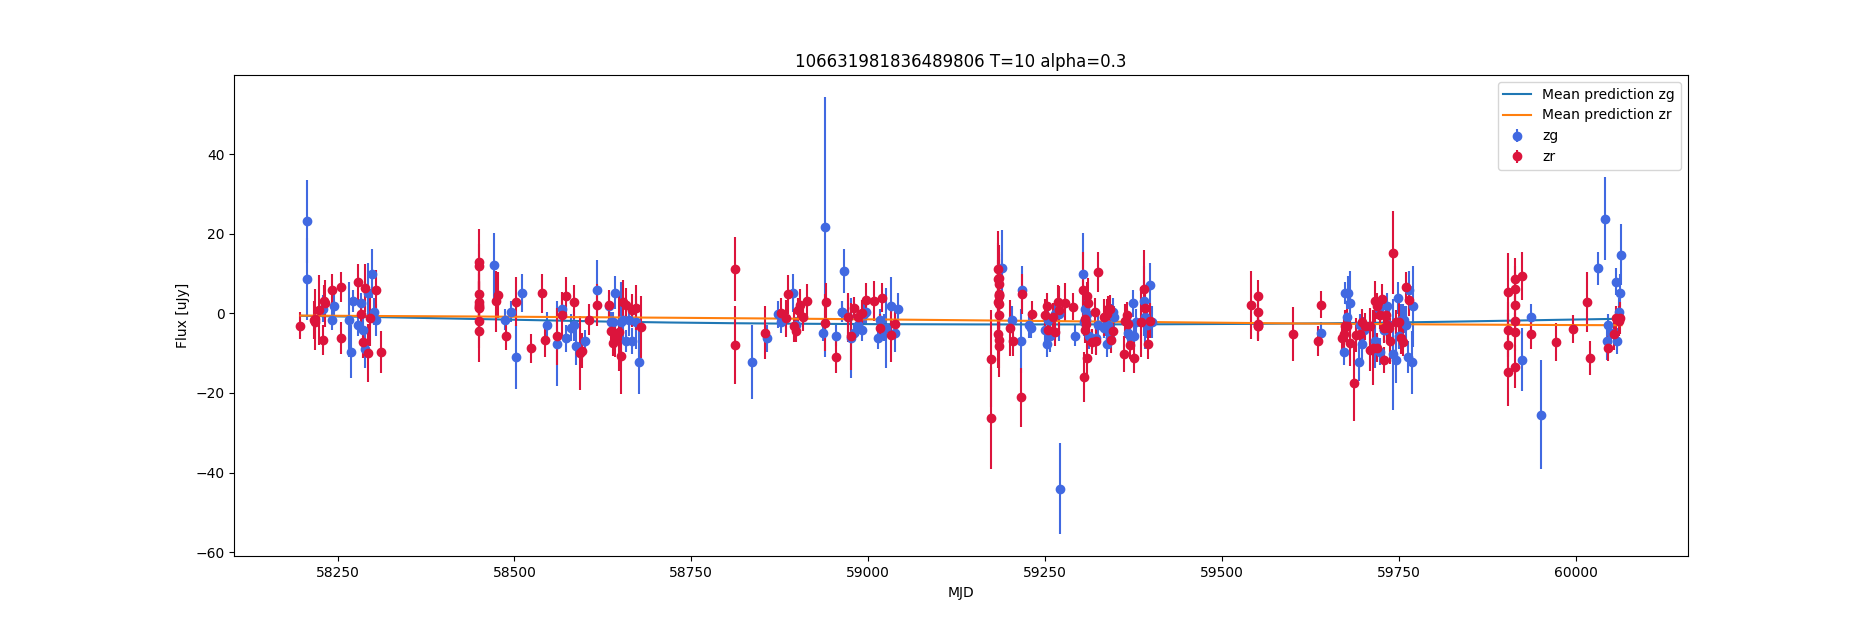 106631981836489806 T=10 alpha=0.3
Mean prediction zg
Mean prediction zr
zg
zr
Flux [uJy]
40
20
0
−20
−40
−60
58250 58500 58750 59000 59250 59500 59750 60000
MJD